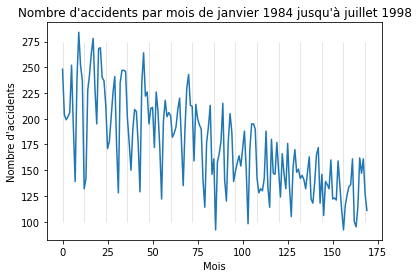 Nombre d'accidents par mois de janvier 1984 jusqu'à juillet 1998
Nombre d'accidents
275
250
225
200
175
150
125
100
0 25 50 75 100 125 150 175
Mois